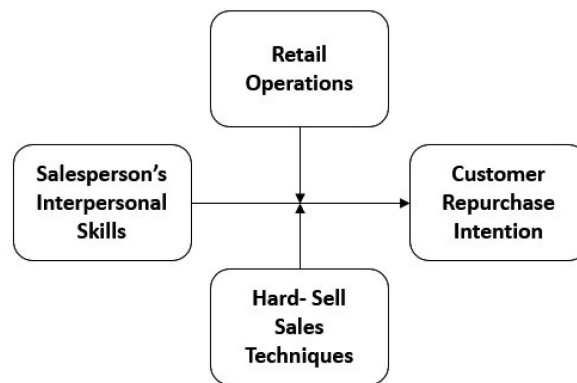 Retail
Operations
Salesperson's
Interpersonal
Skills
Customer
Repurchase
Intention
Hard- Sell
Sales
Techniques